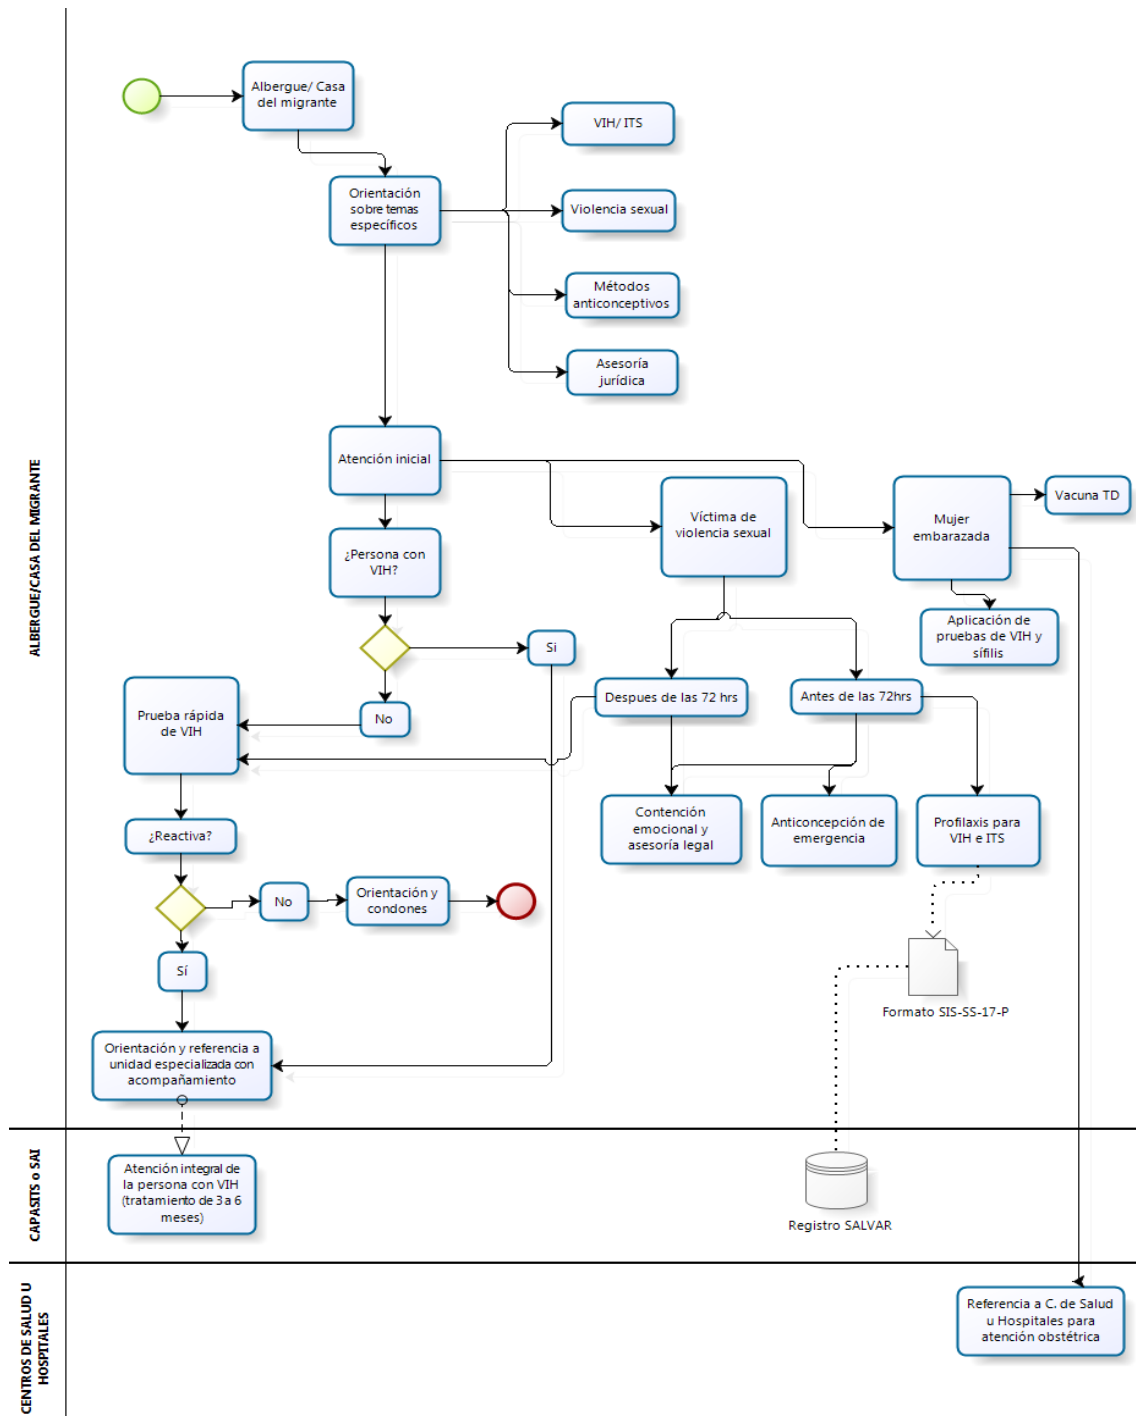 Albergue/ Casa
del migrante
VIH/ ITS
Orientación
sobre temas
específicos
Violencia sexual
Métodos
anticonceptivos
Asesoría
jurídica
ALBERGUE/CASA DEL MIGRANTE
Atención inicial
Víctima de
violencia sexual
Mujer
embarazada
Vacuna TD
¿Persona con
VIH?
Aplicación de
pruebas de VIH y
sífilis
Si
No
Despues de las 72 hrs
Antes de las 72hrs
Prueba rápida
de VIH
¿Reactiva?
Contención
emocional y
asesoría legal
Anticoncepción de
emergencia
Profilaxis para
VIH e ITS
No
Orientación y
condones
Sí
Formato SIS-SS-17-P
Orientación y referencia a
unidad especializada con
acompañamiento
CAPASITS o SAI
Atención integral de
la persona con VIH
(tratamiento de 3 a 6
meses)
Registro SALVAR
CENTROS DE SALUD U
HOSPITALES
Referencia a C. de Salud
u Hospitales para
atención obstétrica